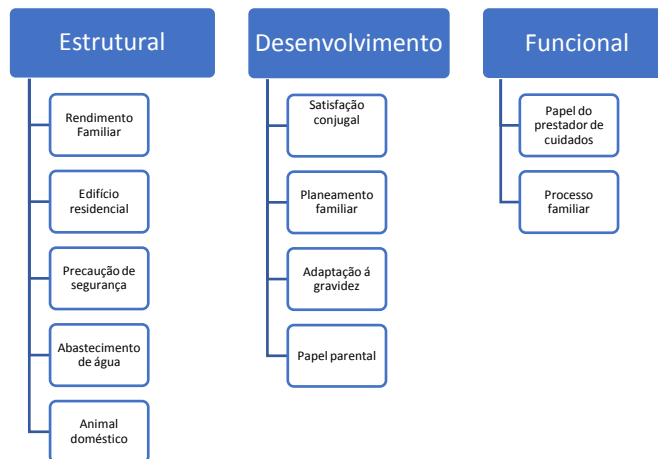 Estrutural
Rendimento
Familiar
Edifício
residencial
Precaução de
segurança
Abastecimento
de água
Animal
doméstico
Desenvolvimento
Satisfação
conjugal
Planeamento
familiar
Adaptação á
gravidez
Papel parental
Funcional
Papel do
prestador de
cuidados
Processo
familiar